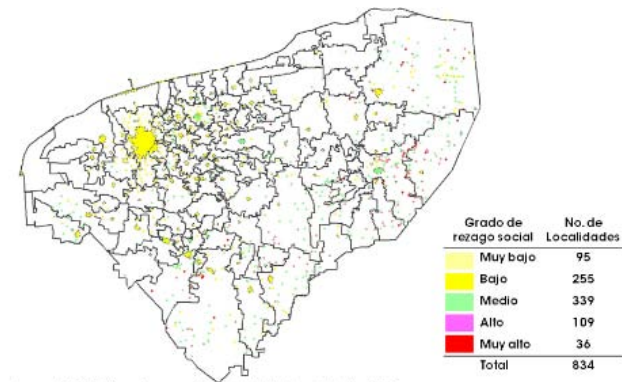 Grado de rezago social No. de Localidades
Muy bajo 95
Bajo 255
Medio 339
Alto 109
Muy alto 36
Total 834